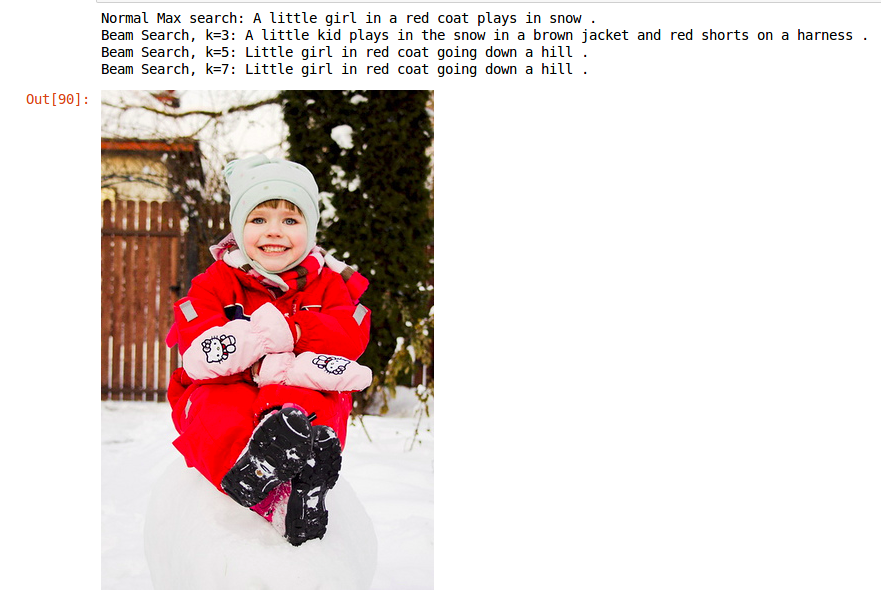 Normal Max search: A little girl in a red coat plays in snow .
Beam Search, k=3: A little kid plays in the snow in a brown jacket and red shorts on a harness .
Beam Search, k=5: Little girl in red coat going down a hill .
Beam Search, k=7: Little girl in red coat going down a hill .
Out[90]: